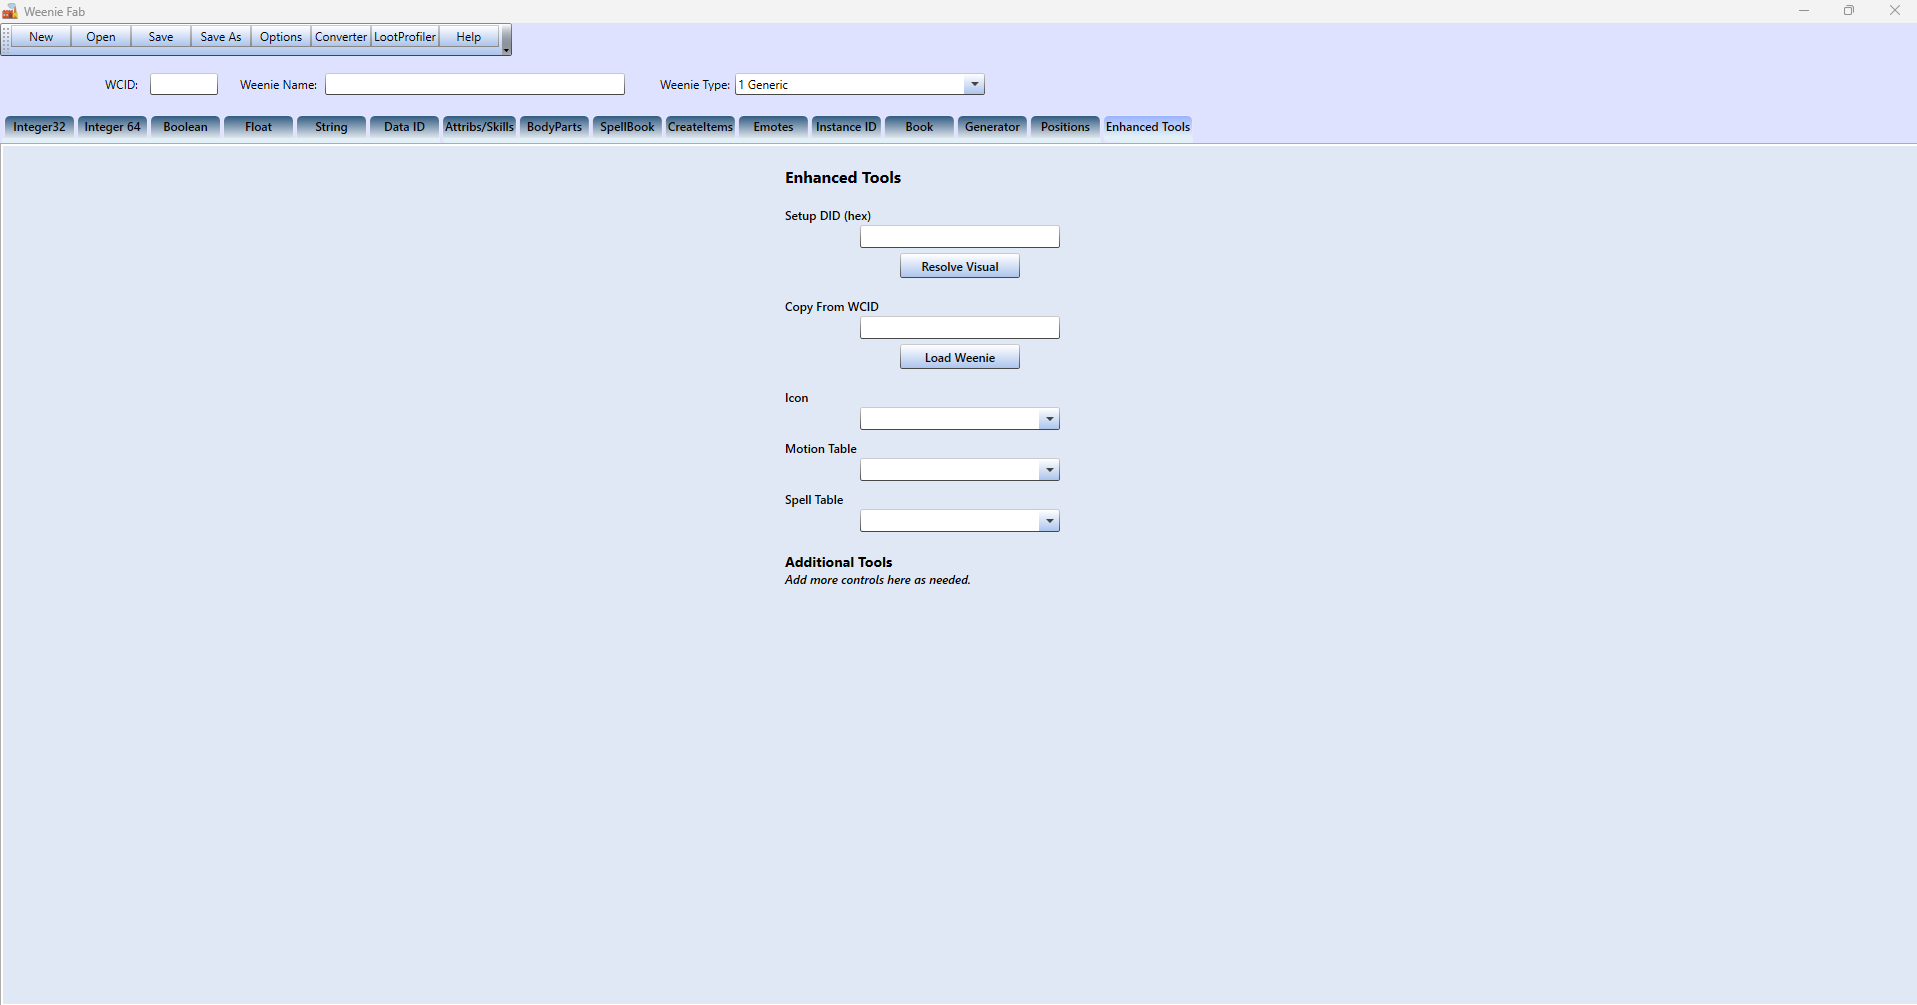 Weenie Fab
New Open Save Save As Options Converter LootProfiler Help
WCID: Weenie Name: Weenie Type: 1 Generic
Integer32 Integer 64 Boolean Float String Data ID Attribs/Skills BodyParts SpellBook CreateItems Emotes Instance ID Book Generator Positions Enhanced Tools
Enhanced Tools
Setup DID (hex)
Resolve Visual
Copy From WCID
Load Weenie
Icon
Motion Table
Spell Table
Additional Tools
Add more controls here as needed.